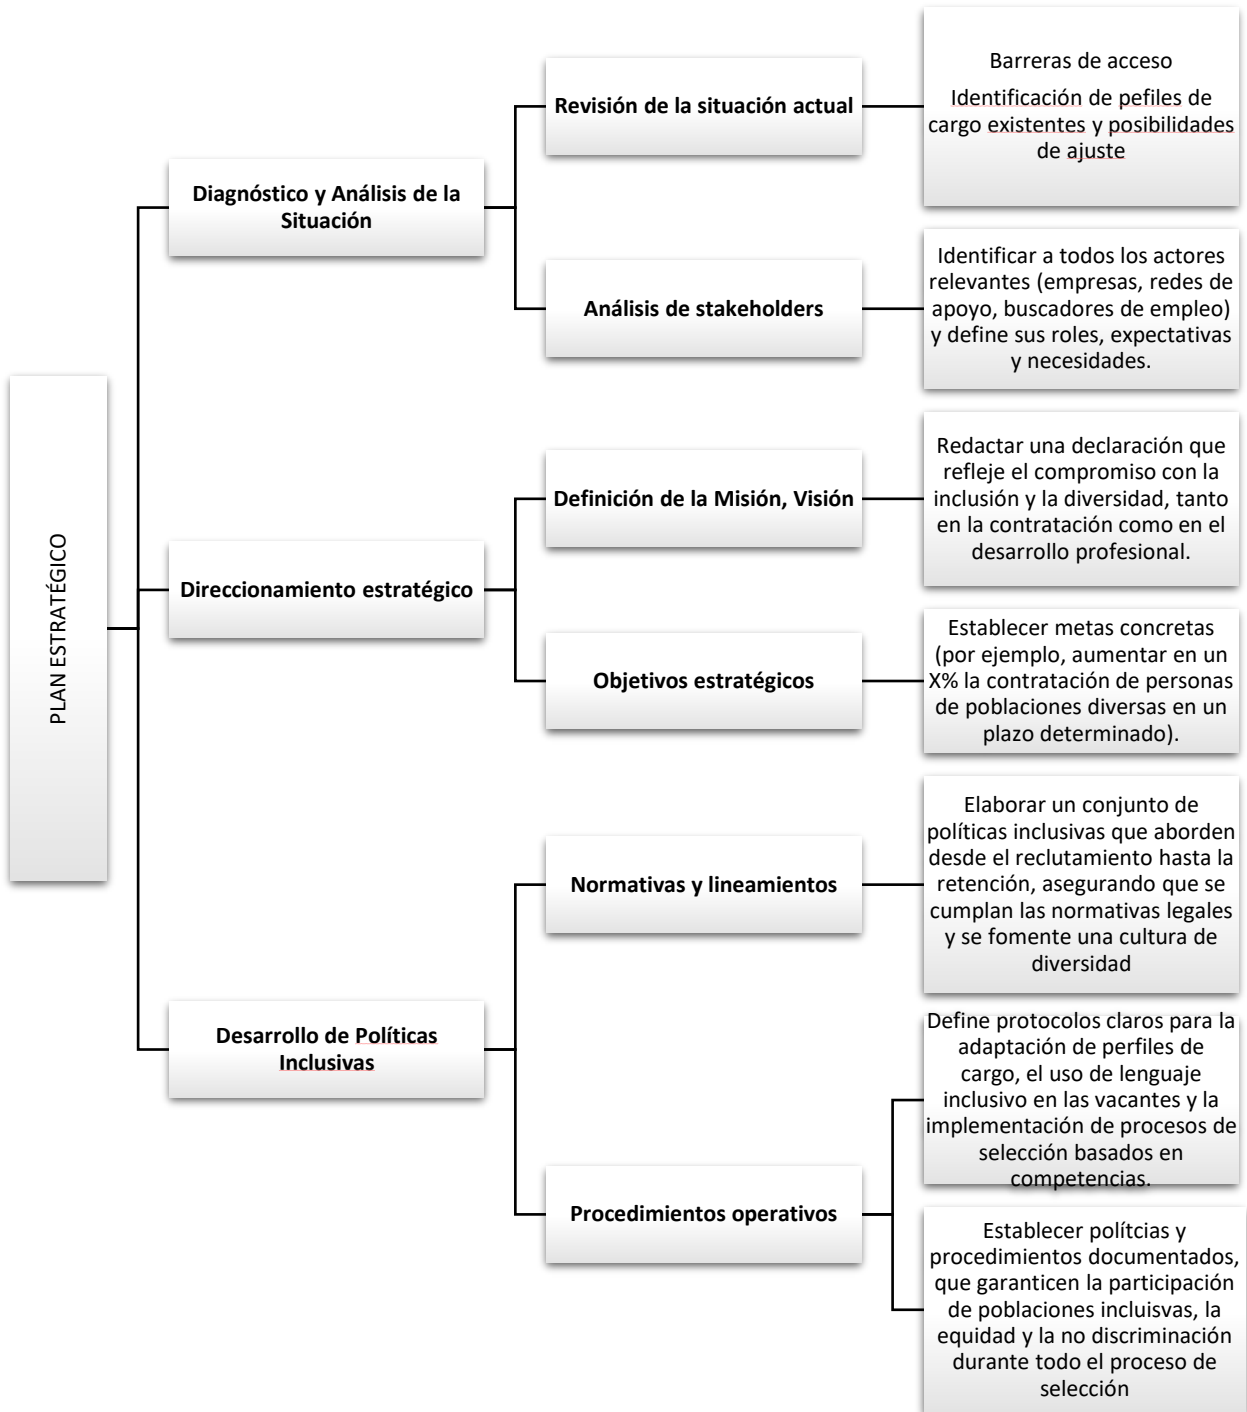 PLAN ESTRATÉGICO
Diagnóstico y Análisis de la
Situación
Revisión de la situación actual
Barreras de acceso
Identificación de pefiles de
cargo existentes y posibilidades
de ajuste
Análisis de stakeholders
Identificar a todos los actores
relevantes (empresas, redes de
apoyo, buscadores de empleo)
y define sus roles, expectativas
y necesidades.
Direccionamiento estratégico
Definición de la Misión, Visión
Redactar una declaración que
refleje el compromiso con la
inclusión y la diversidad, tanto
en la contratación como en el
desarrollo profesional.
Objetivos estratégicos
Establecer metas concretas
(por ejemplo, aumentar en un
X% la contratación de personas
de poblaciones diversas en un
plazo determinado).
Desarrollo de Políticas
Inclusivas
Normativas y lineamientos
Elaborar un conjunto de
políticas inclusivas que aborden
desde el reclutamiento hasta la
retención, asegurando que se
cumplan las normativas legales
y se fomente una cultura de
diversidad
Procedimientos operativos
Define protocolos claros para la
adaptación de perfiles de
cargo, el uso de lenguaje
inclusivo en las vacantes y la
implementación de procesos de
selección basados en
competencias.
Establecer polítcias y
procedimientos documentados,
que garanticen la participación
de poblaciones incluisvas, la
equidad y la no discriminación
durante todo el proceso de
selección